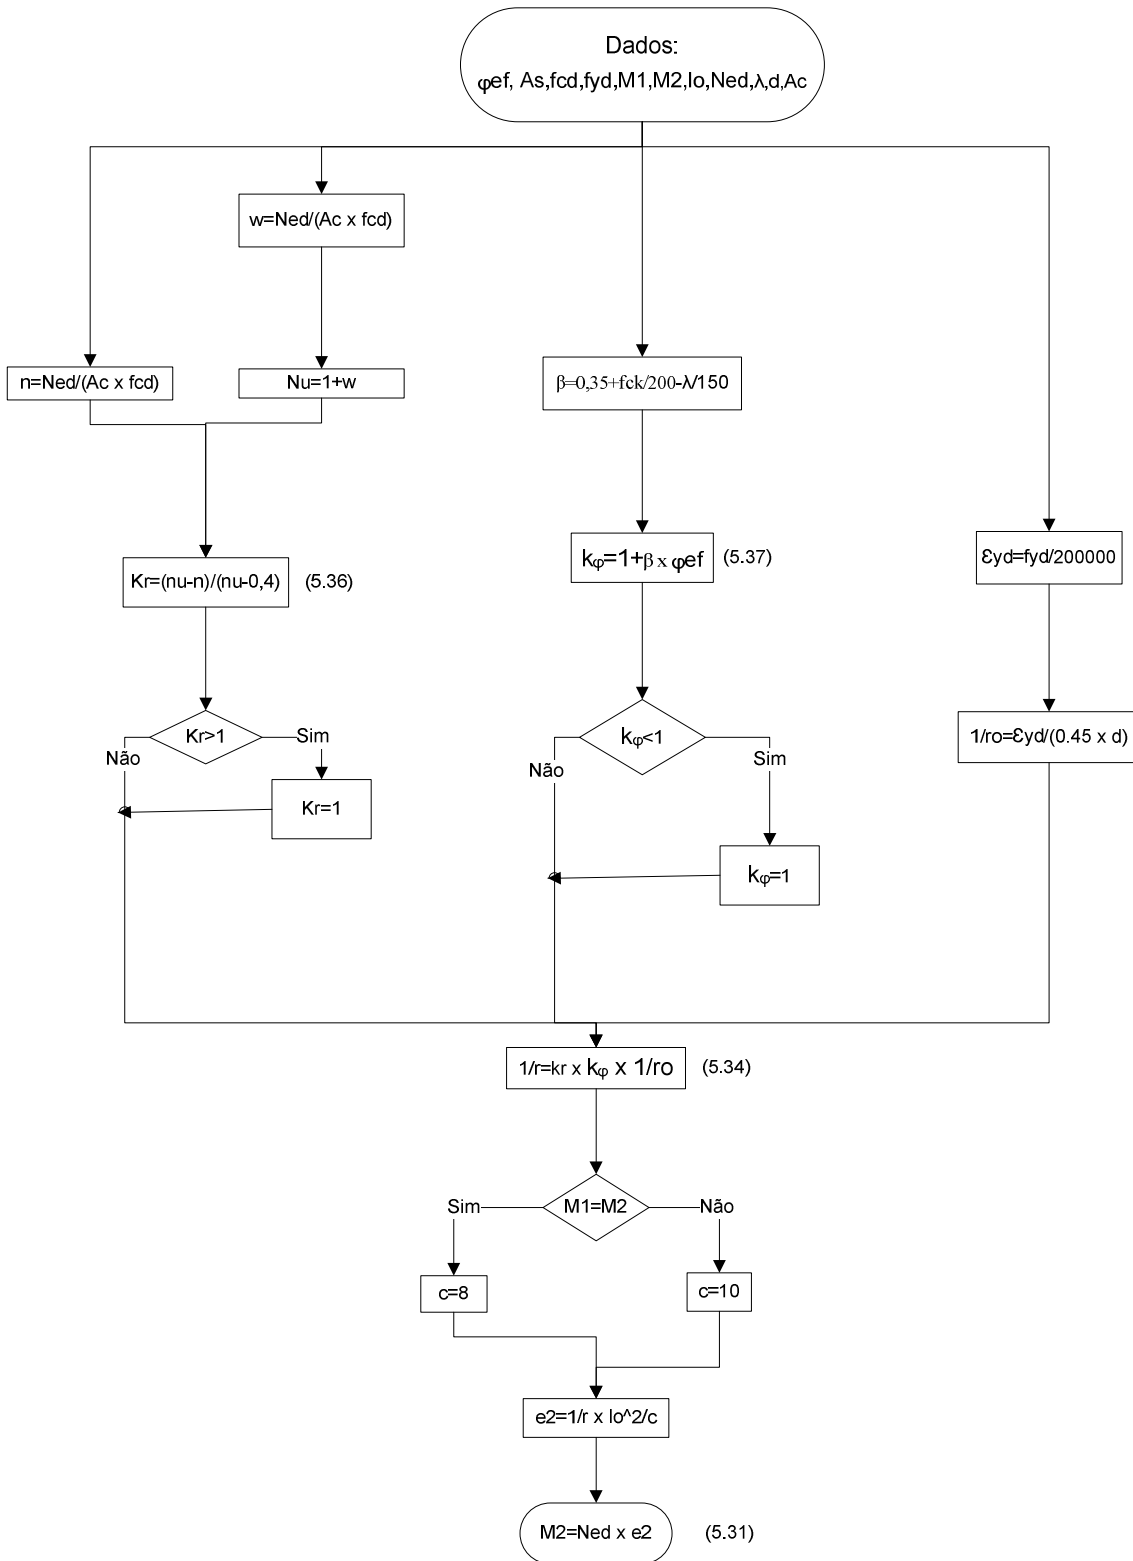 Dados:
φef, As,fcd,fyd,M1,M2,lo,Ned,λ,d,Ac
w=Ned/(Ac x fcd)
n=Ned/(Ac x fcd)
Nu=1+w
β=0,35+fck/200-λ/150
Kr=(nu-n)/(nu-0,4)
(5.36)
kφ=1+β x φef
(5.37)
Ɛyd=fyd/200000
Kr>1
Sim
Não
Kr=1
kφ<1
Sim
Não
kφ=1
1/ro=Ɛyd/(0.45 x d)
1/r=kr x kφ x 1/ro
(5.34)
M1=M2
Sim
Não
c=8
c=10
e2=1/r x lo^2/c
M2=Ned x e2
(5.31)